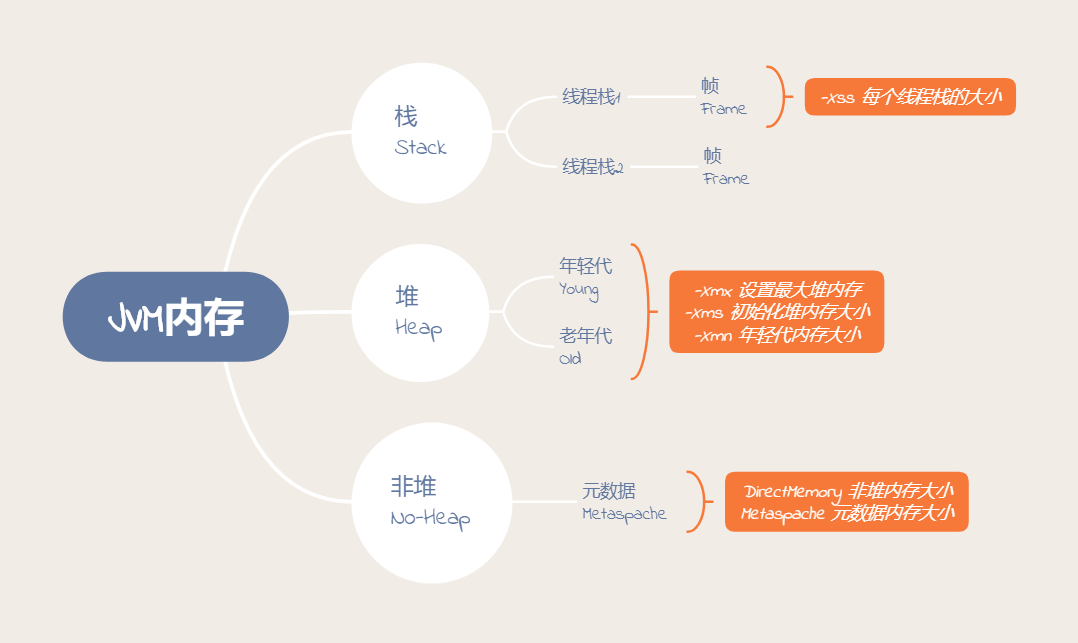 JVM内存
栈
Stack
线程栈1
帧
Frame
-Xss 每个线程栈的大小
线程栈2
帧
Frame
堆
Heap
年轻代
Young
老年代
Old
-Xmx 设置最大堆内存
-Xms 初始化堆内存大小
-Xmn 年轻代内存大小
非堆
No-Heap
元数据
Metaspache
DirectMemory 非堆内存大小
Metaspache 元数据内存大小